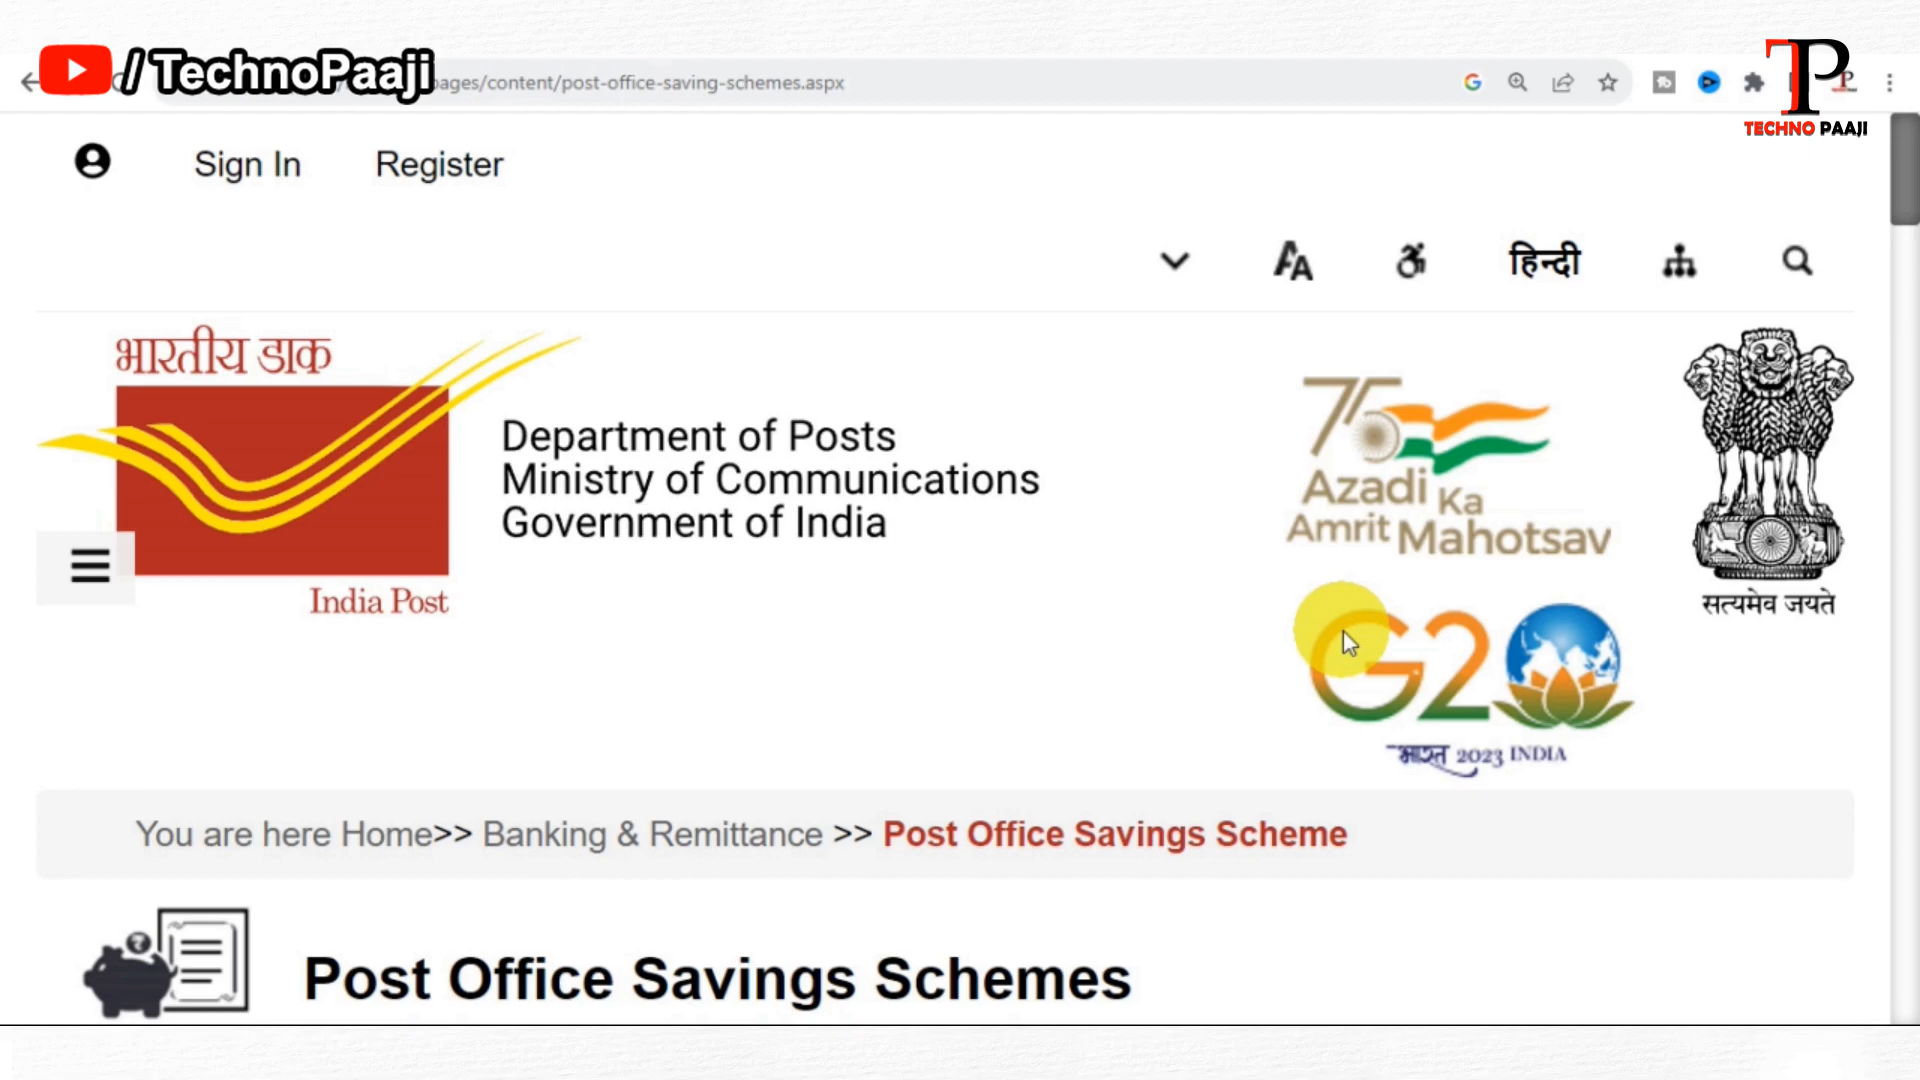 / TechnoPaaji
ages/content/post-office-saving-schemes.aspx
TECHNO PAAJI
Sign In
Register
हिन्दी
भारतीय डाक
India Post
Department of Posts
Ministry of Communications
Government of India
75
Azadi Ka
Amrit Mahotsav
सत्यमेव जयते
G20
भारत 2023 INDIA
You are here Home>> Banking & Remittance >> Post Office Savings Scheme
Post Office Savings Schemes